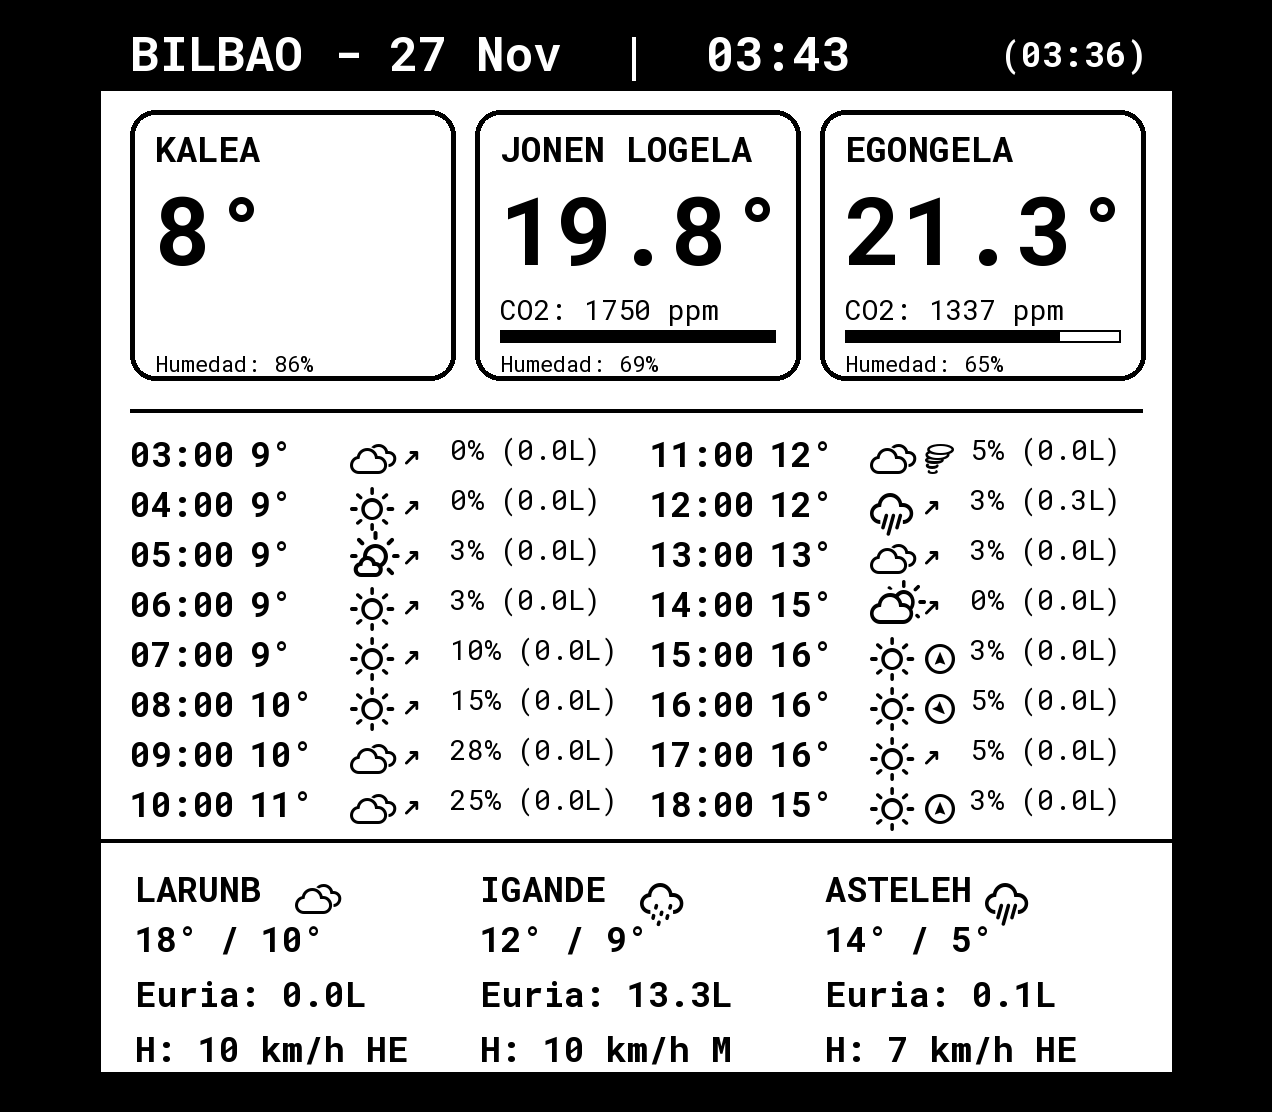 BILBAO - 27 Nov | 03:43 (03:36)
KALEA
8°
Humedad: 86%
JONEN LOGELA
19.8°
CO2: 1750 ppm
Humedad: 69%
EGONGELA
21.3°
CO2: 1337 ppm
Humedad: 65%
03:00 9° 0% (0.0L)
04:00 9° 0% (0.0L)
05:00 9° 3% (0.0L)
06:00 9° 3% (0.0L)
07:00 9° 10% (0.0L)
08:00 10° 15% (0.0L)
09:00 10° 28% (0.0L)
10:00 11° 25% (0.0L)
11:00 12° 5% (0.0L)
12:00 12° 3% (0.3L)
13:00 13° 3% (0.0L)
14:00 15° 0% (0.0L)
15:00 16° 3% (0.0L)
16:00 16° 5% (0.0L)
17:00 16° 5% (0.0L)
18:00 15° 3% (0.0L)
LARUNB
18° / 10°
Euria: 0.0L
H: 10 km/h HE
IGANDE
12° / 9°
Euria: 13.3L
H: 10 km/h M
ASTELEH
14° / 5°
Euria: 0.1L
H: 7 km/h HE